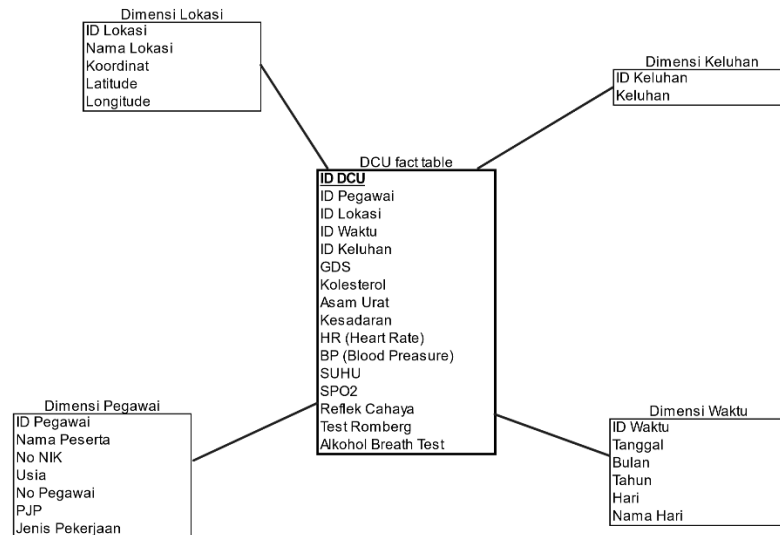 Dimensi Lokasi
ID Lokasi
Nama Lokasi
Koordinat
Latitude
Longitude
Dimensi Keluhan
ID Keluhan
Keluhan
DCU fact table
ID DCU
ID Pegawai
ID Lokasi
ID Waktu
ID Keluhan
GDS
Kolesterol
Asam Urat
Kesadaran
HR (Heart Rate)
BP (Blood Preasure)
SUHU
SPO2
Reflek Cahaya
Test Romberg
Alkohol Breath Test
Dimensi Pegawai
ID Pegawai
Nama Peserta
No NIK
Usia
No Pegawai
PJP
Jenis Pekerjaan
Dimensi Waktu
ID Waktu
Tanggal
Bulan
Tahun
Hari
Nama Hari